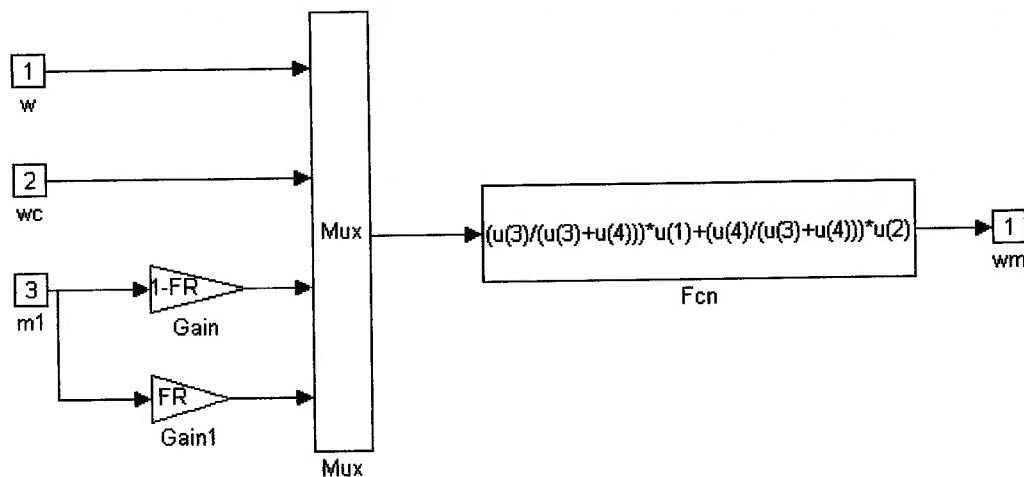 1
w
2
wc
Mux
(u(3)/(u(3)+u(4)))*u(1)+(u(4)/(u(3)+u(4)))*u(2)
1
wm
Fcn
3
m1
1-FR
Gain
FR
Gain1
Mux